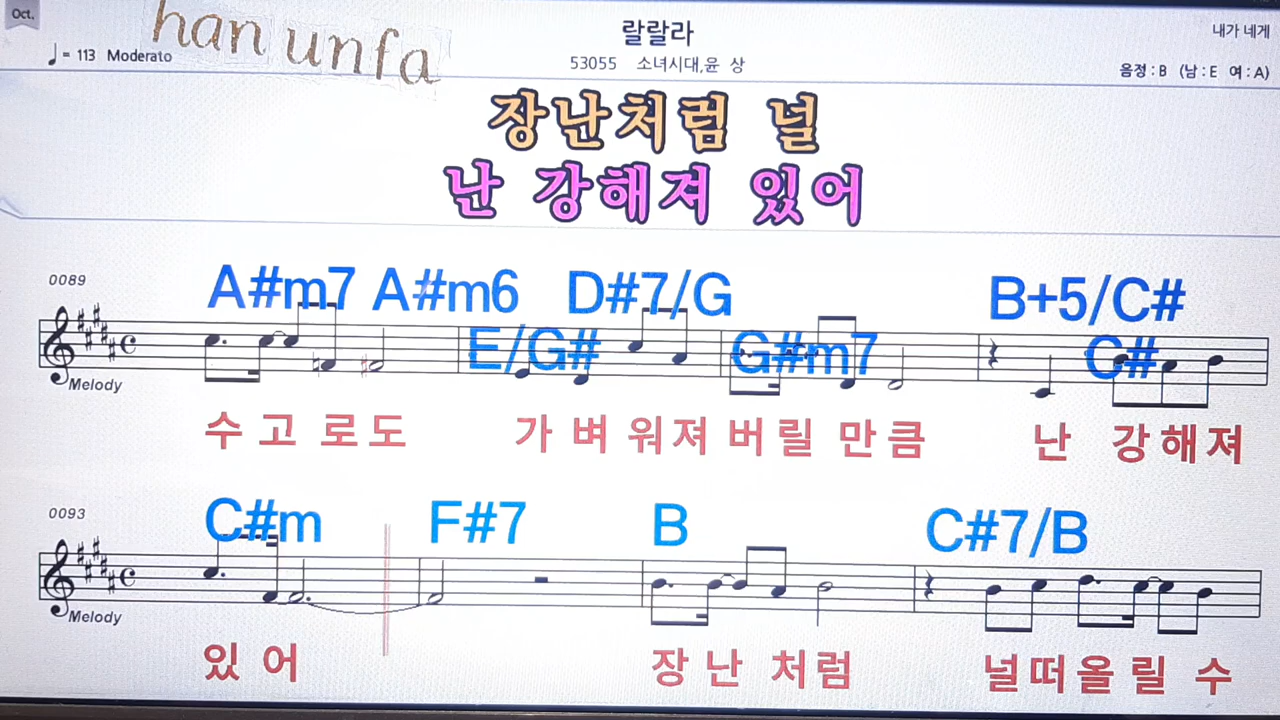 Oct.
han unfa
랄랄라
내가 네게
♩= 113 Moderato
53055 소녀시대,윤 상
음정 : B (남 : E 여 : A)
장난처럼 널
난 강해져 있어
0089
A#m7 A#m6 D#7/G B+5/C#
E/G# G#m7 C#
Melody
수 고 로 도 가 벼 워 져 버 릴 만 큼 난 강 해 져
0093
C#m F#7 B C#7/B
Melody
있 어 장 난 처 럼 널 떠 올 릴 수